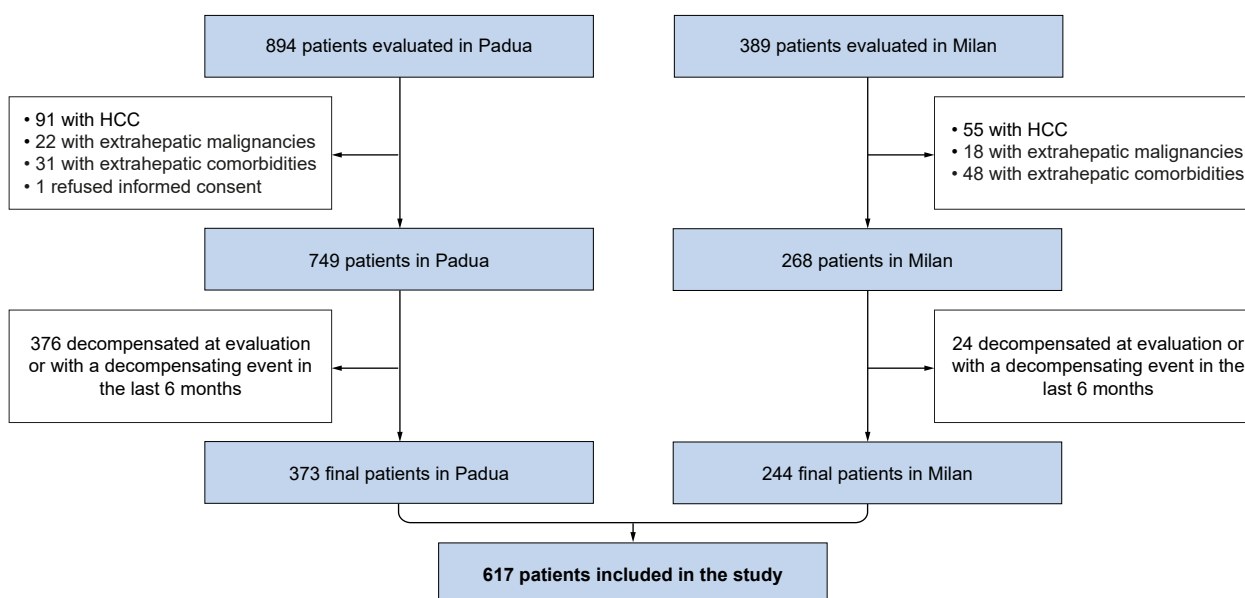 894 patients evaluated in Padua
389 patients evaluated in Milan
• 91 with HCC
• 22 with extrahepatic malignancies
• 31 with extrahepatic comorbidities
• 1 refused informed consent
• 55 with HCC
• 18 with extrahepatic malignancies
• 48 with extrahepatic comorbidities
749 patients in Padua
268 patients in Milan
376 decompensated at evaluation
or with a decompensating event in
the last 6 months
24 decompensated at evaluation or
with a decompensating event in the
last 6 months
373 final patients in Padua
244 final patients in Milan
617 patients included in the study